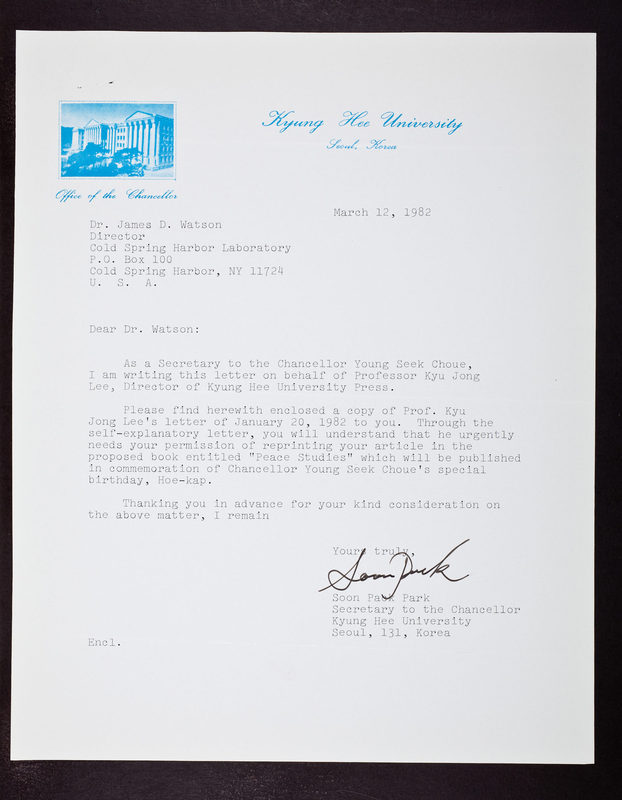 Kyung Hee University
Seoul, Korea
Office of the Chancellor
March 12, 1982
Dr. James D. Watson
Director
Cold Spring Harbor Laboratory
P.O. Box 100
Cold Spring Harbor, NY 11724
U. S. A.
Dear Dr. Watson:
As a Secretary to the Chancellor Young Seek Choue,
I am writing this letter on behalf of Professor Kyu Jong
Lee, Director of Kyung Hee University Press.
Please find herewith enclosed a copy of Prof. Kyu
Jong Lee's letter of January 20, 1982 to you. Through the
self-explanatory letter, you will understand that he urgently
needs your permission of reprinting your article in the
proposed book entitled "Peace Studies" which will be published
in commemoration of Chancellor Young Seek Choue's special
birthday, Hoe-kap.
Thanking you in advance for your kind consideration on
the above matter, I remain
Yours truly,
Soon Park
Soon Park
Secretary to the Chancellor
Kyung Hee University
Seoul, 131, Korea
Encl.